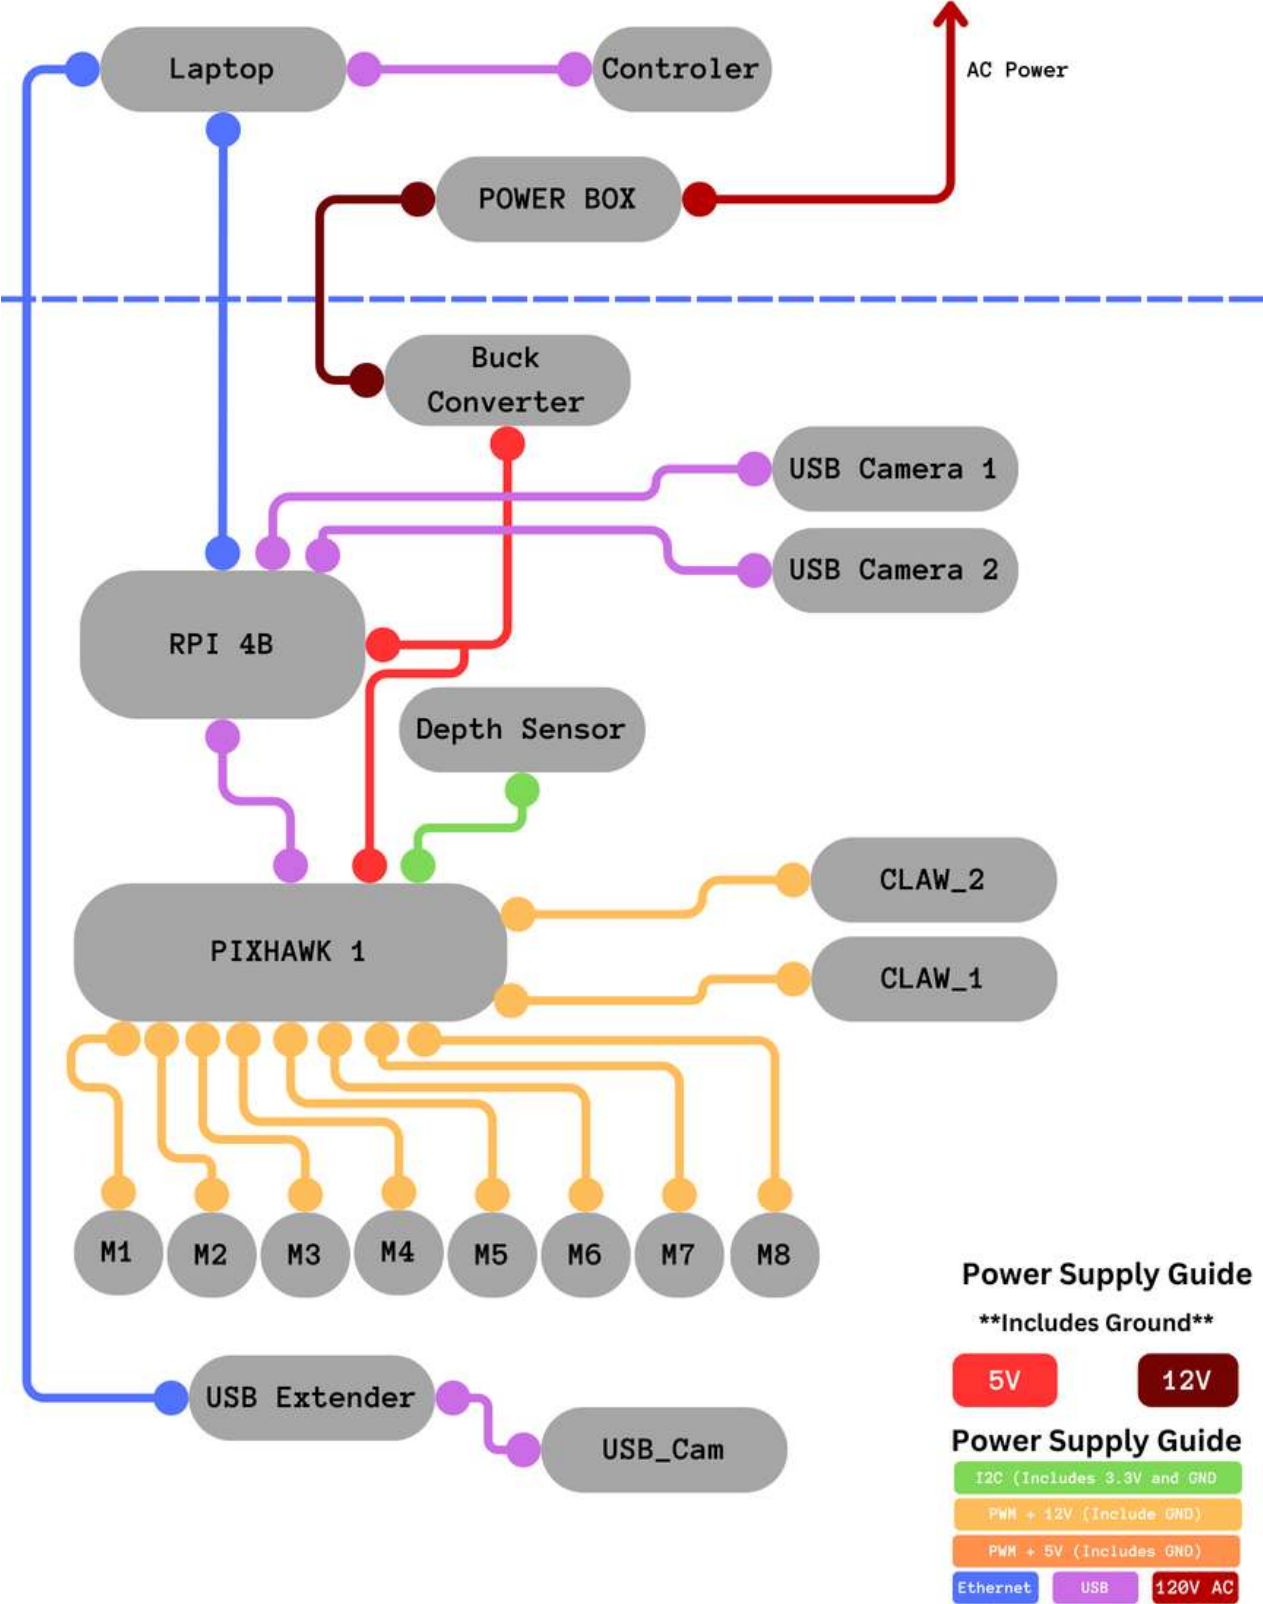 Laptop
Controler
AC Power
POWER BOX
Buck
Converter
USB Camera 1
USB Camera 2
RPI 4B
Depth Sensor
CLAW_2
PIXHAWK 1
CLAW_1
M1 M2 M3 M4 M5 M6 M7 M8
Power Supply Guide
**Includes Ground**
5V 12V
USB Extender
Power Supply Guide
USB_Cam
I2C (Includes 3.3V and GND
PWM + 12V (Include GND)
PWM + 5V (Includes GND)
Ethernet USB 120V AC